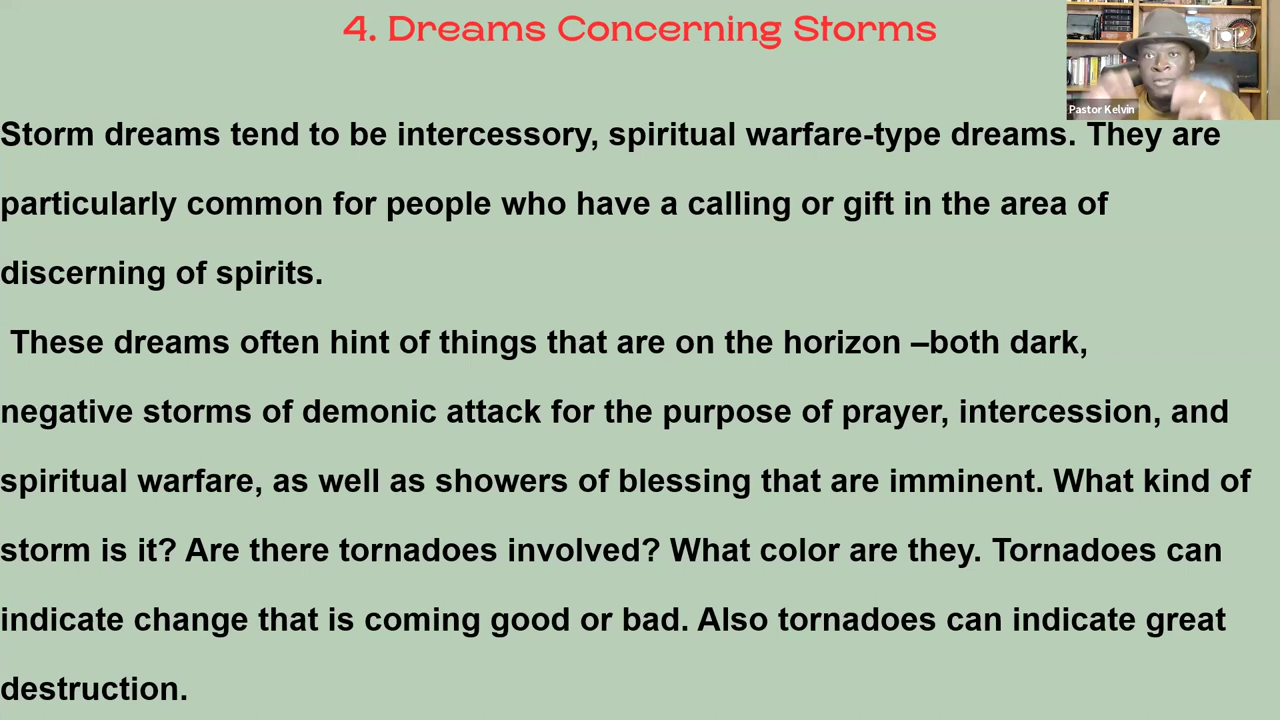 4. Dreams Concerning Storms
Pastor Kelvin
Storm dreams tend to be intercessory, spiritual warfare-type dreams. They are
particularly common for people who have a calling or gift in the area of
discerning of spirits.
These dreams often hint of things that are on the horizon –both dark,
negative storms of demonic attack for the purpose of prayer, intercession, and
spiritual warfare, as well as showers of blessing that are imminent. What kind of
storm is it? Are there tornadoes involved? What color are they. Tornadoes can
indicate change that is coming good or bad. Also tornadoes can indicate great
destruction.